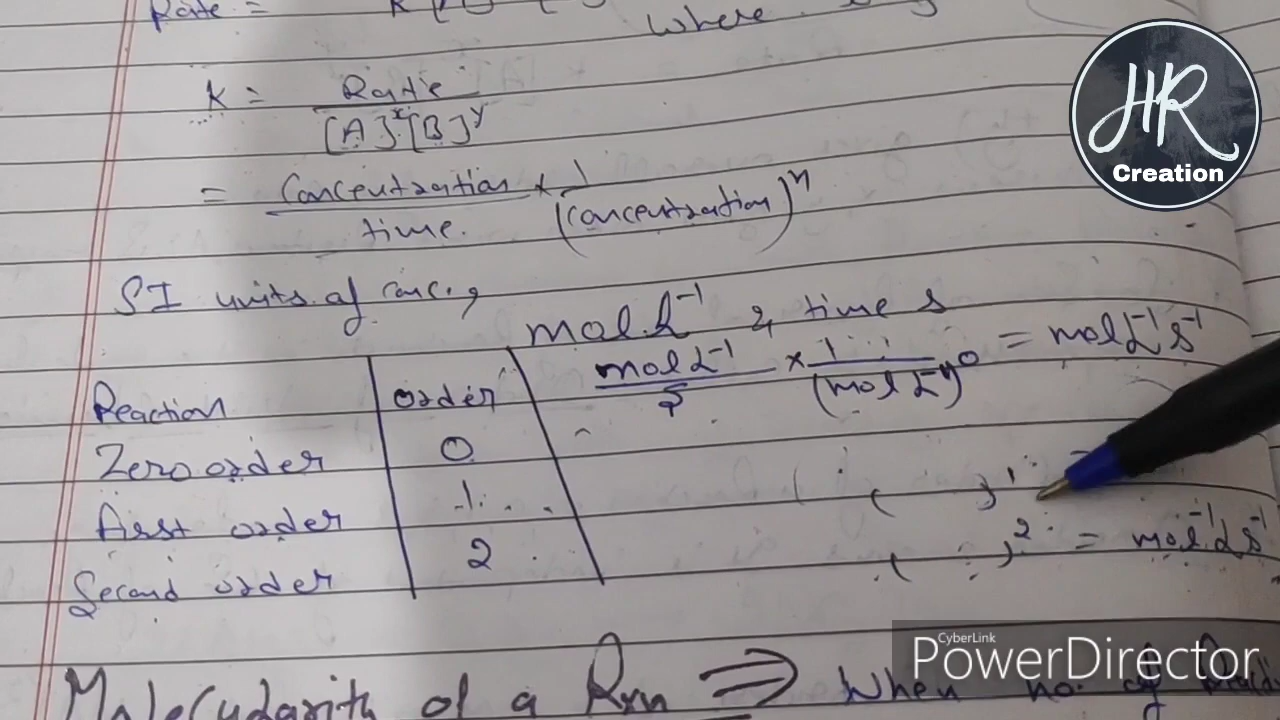 Rate = K
where
K = Rate
[A]^x [B]^y
= Concentration × 1
time. (Concentration)^n
SI units of conc.,
mol.L^-1 & time s
mol L^-1 × 1 = mol L^-1 s^-1
s (mol L^-1)^0
Reaction order
Zero order 0
first order 1
( )^1
Second order 2
( )^2 = mol^-1 L s^-1
Molecularity of a Rxn ⇒ When no. of
HR
Creation
CyberLink
PowerDirector